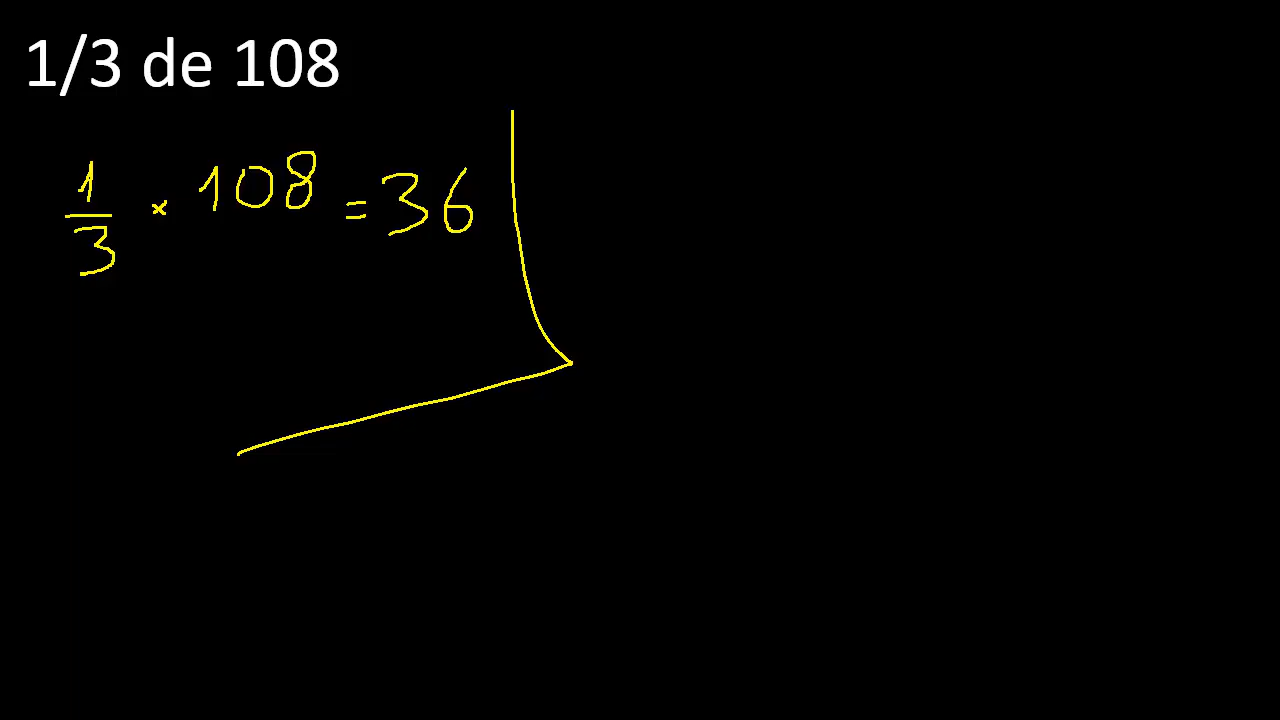 1/3 de 108
1/3 × 108 = 36